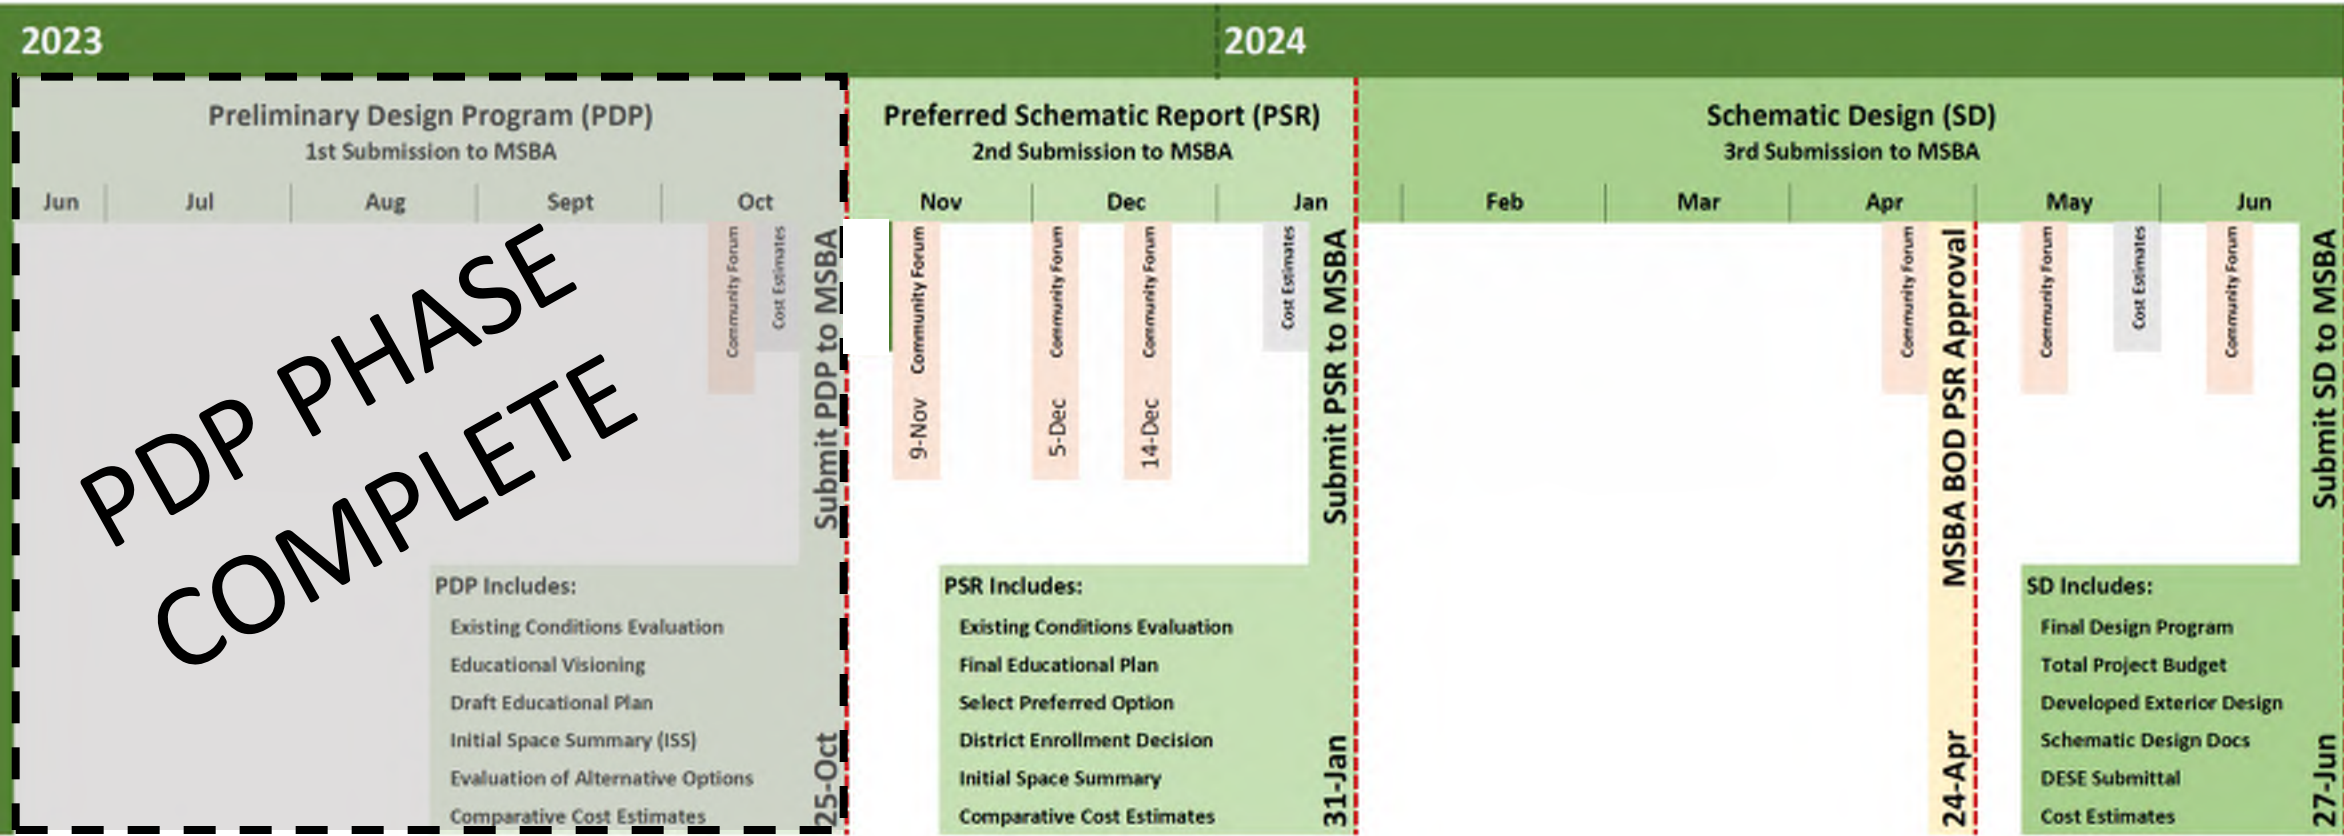 2023
2024
Preliminary Design Program (PDP)
1st Submission to MSBA
Preferred Schematic Report (PSR)
2nd Submission to MSBA
Schematic Design (SD)
3rd Submission to MSBA
Jun
Jul
Aug
Sept
Oct
Nov
Dec
Jan
Feb
Mar
Apr
May
Jun
PDP PHASE
COMPLETE
Community Forum
Cost Estimates
Submit PDP to MSBA
25-Oct
Community Forum
9-Nov
Community Forum
5-Dec
Community Forum
14-Dec
Cost Estimates
Submit PSR to MSBA
31-Jan
Community Forum
MSBA BOD PSR Approval
24-Apr
Community Forum
Cost Estimates
Community Forum
Submit SD to MSBA
27-Jun
PDP Includes:
Existing Conditions Evaluation
Educational Visioning
Draft Educational Plan
Initial Space Summary (ISS)
Evaluation of Alternative Options
Comparative Cost Estimates
PSR Includes:
Existing Conditions Evaluation
Final Educational Plan
Select Preferred Option
District Enrollment Decision
Initial Space Summary
Comparative Cost Estimates
SD Includes:
Final Design Program
Total Project Budget
Developed Exterior Design
Schematic Design Docs
DESE Submittal
Cost Estimates